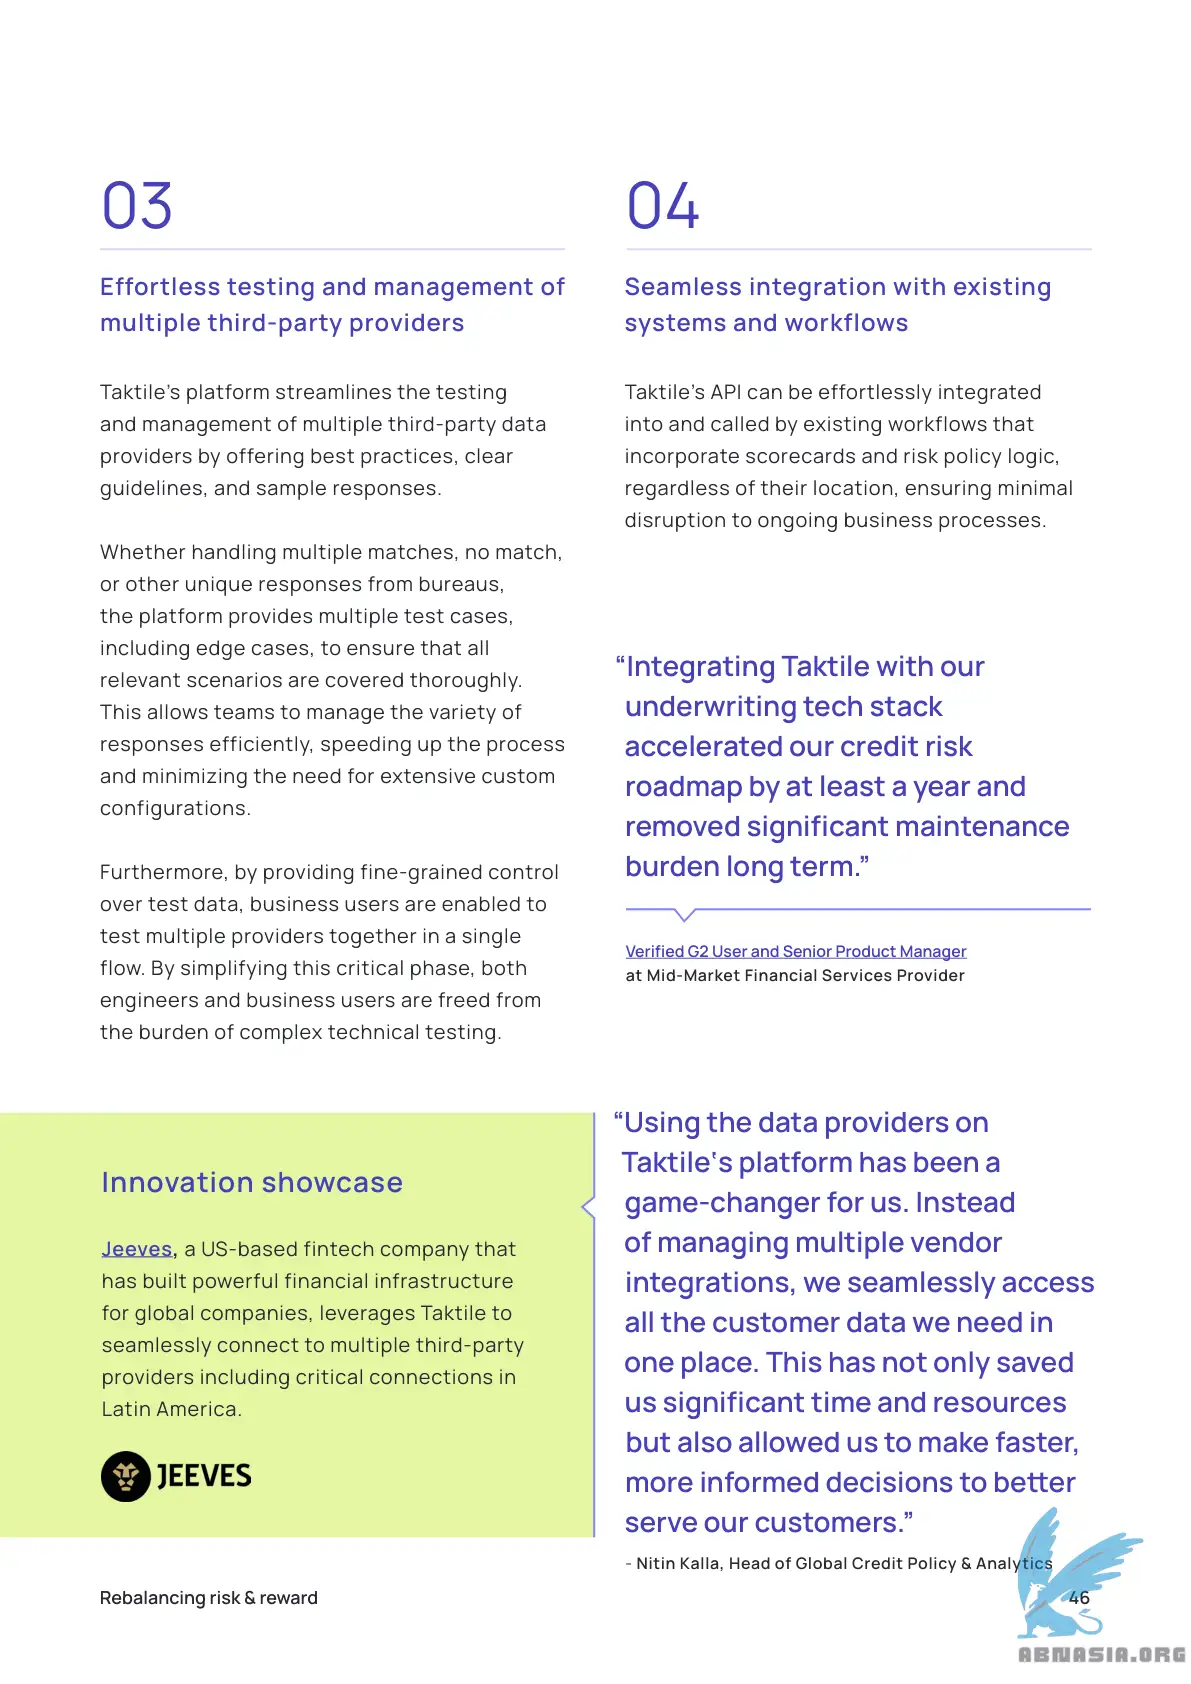 03
Effortless testing and management of
multiple third-party providers
Taktile’s platform streamlines the testing
and management of multiple third-party data
providers by offering best practices, clear
guidelines, and sample responses.
Whether handling multiple matches, no match,
or other unique responses from bureaus,
the platform provides multiple test cases,
including edge cases, to ensure that all
relevant scenarios are covered thoroughly.
This allows teams to manage the variety of
responses efficiently, speeding up the process
and minimizing the need for extensive custom
configurations.
Furthermore, by providing fine-grained control
over test data, business users are enabled to
test multiple providers together in a single
flow. By simplifying this critical phase, both
engineers and business users are freed from
the burden of complex technical testing.
04
Seamless integration with existing
systems and workflows
Taktile’s API can be effortlessly integrated
into and called by existing workflows that
incorporate scorecards and risk policy logic,
regardless of their location, ensuring minimal
disruption to ongoing business processes.
“Integrating Taktile with our
underwriting tech stack
accelerated our credit risk
roadmap by at least a year and
removed significant maintenance
burden long term.”
Verified G2 User and Senior Product Manager
at Mid-Market Financial Services Provider
Innovation showcase
Jeeves, a US-based fintech company that
has built powerful financial infrastructure
for global companies, leverages Taktile to
seamlessly connect to multiple third-party
providers including critical connections in
Latin America.
JEEVES
“Using the data providers on
Taktile‘s platform has been a
game-changer for us. Instead
of managing multiple vendor
integrations, we seamlessly access
all the customer data we need in
one place. This has not only saved
us significant time and resources
but also allowed us to make faster,
more informed decisions to better
serve our customers.”
- Nitin Kalla, Head of Global Credit Policy & Analytics
Rebalancing risk & reward
46
ABNASIA.ORG